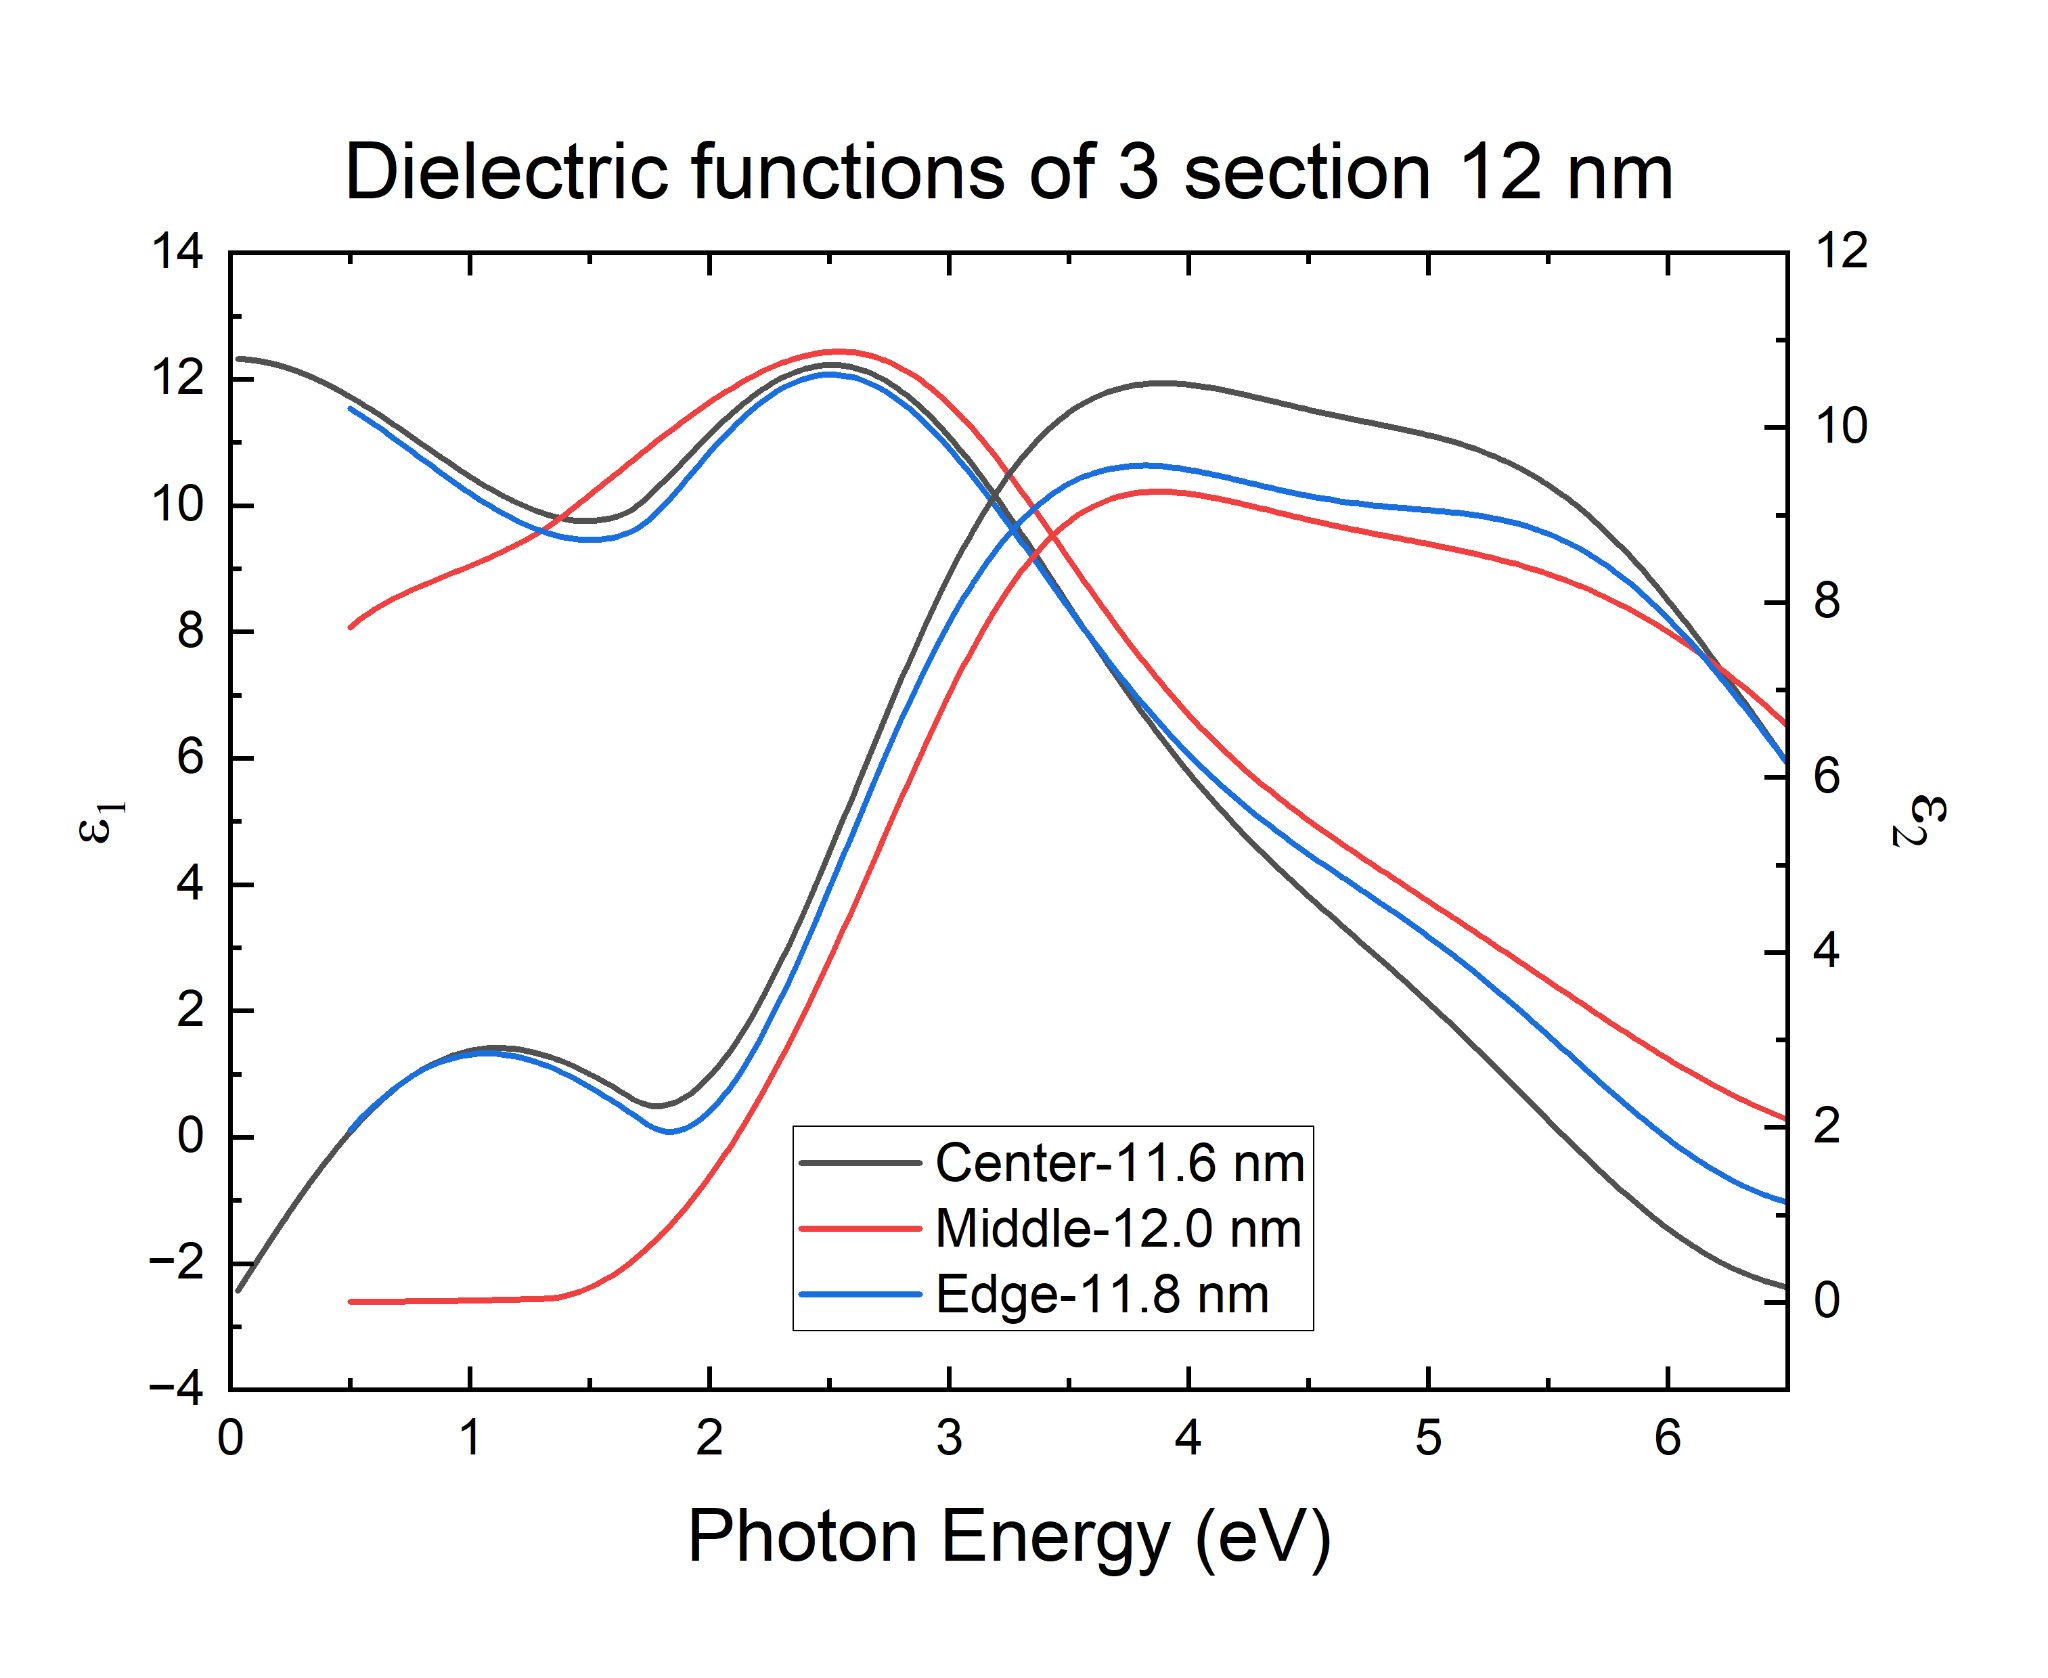 Dielectric functions of 3 section 12 nm
14
12
10
8
6
4
2
0
−2
−4
ε1
12
10
8
6
4
2
0
ε2
Center-11.6 nm
Middle-12.0 nm
Edge-11.8 nm
0 1 2 3 4 5 6
Photon Energy (eV)